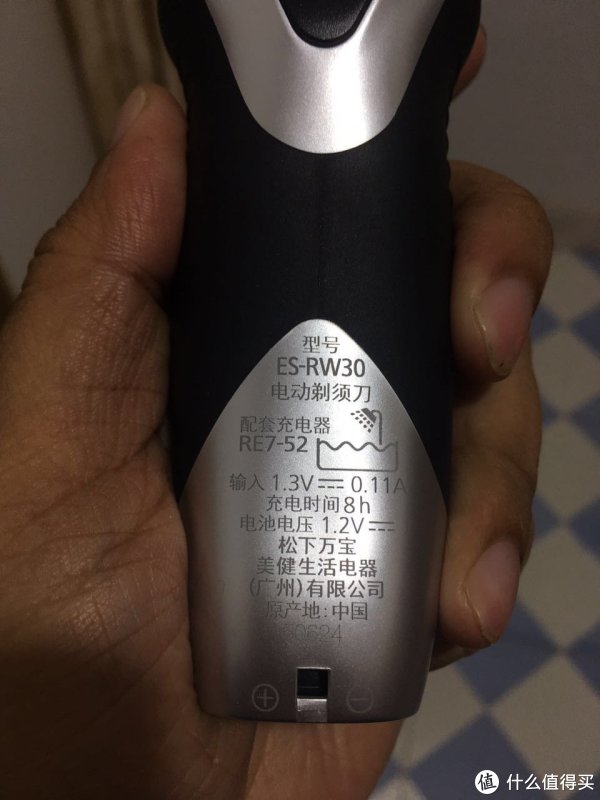 型号
ES-RW30
电动剃须刀
配套充电器
RE7-52
输入 1.3V⎓ 0.11A
充电时间8h
电池电压 1.2V⎓
松下万宝
美健生活电器
(广州)有限公司
原产地:中国
60624
⊕ ⊖
值 什么值得买